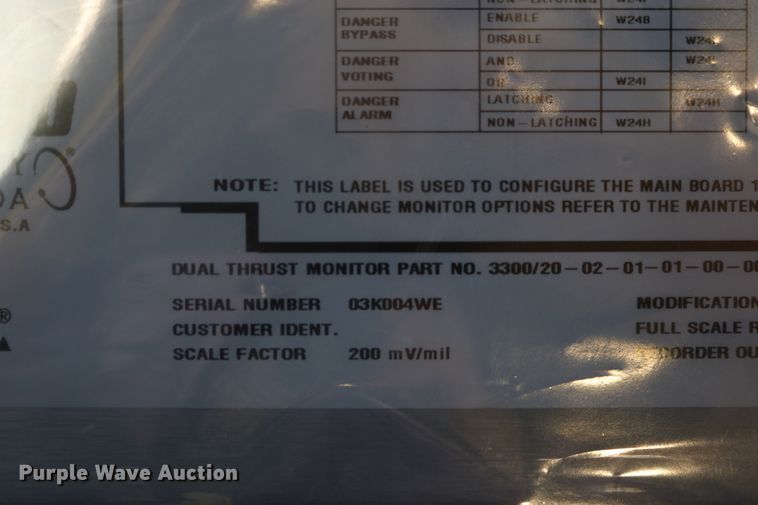 DANGER BYPASS ENABLE W24B
DISABLE
DANGER VOTING AND
OR W24I
DANGER ALARM LATCHING W24H
NON-LATCHING W24H
NOTE: THIS LABEL IS USED TO CONFIGURE THE MAIN BOARD
TO CHANGE MONITOR OPTIONS REFER TO THE
DUAL THRUST MONITOR PART NO. 3300/20-02-01-01-00-
SERIAL NUMBER 03K004WE MODIFICATION
CUSTOMER IDENT. FULL SCALE
SCALE FACTOR 200 mV/mil
Purple Wave Auction